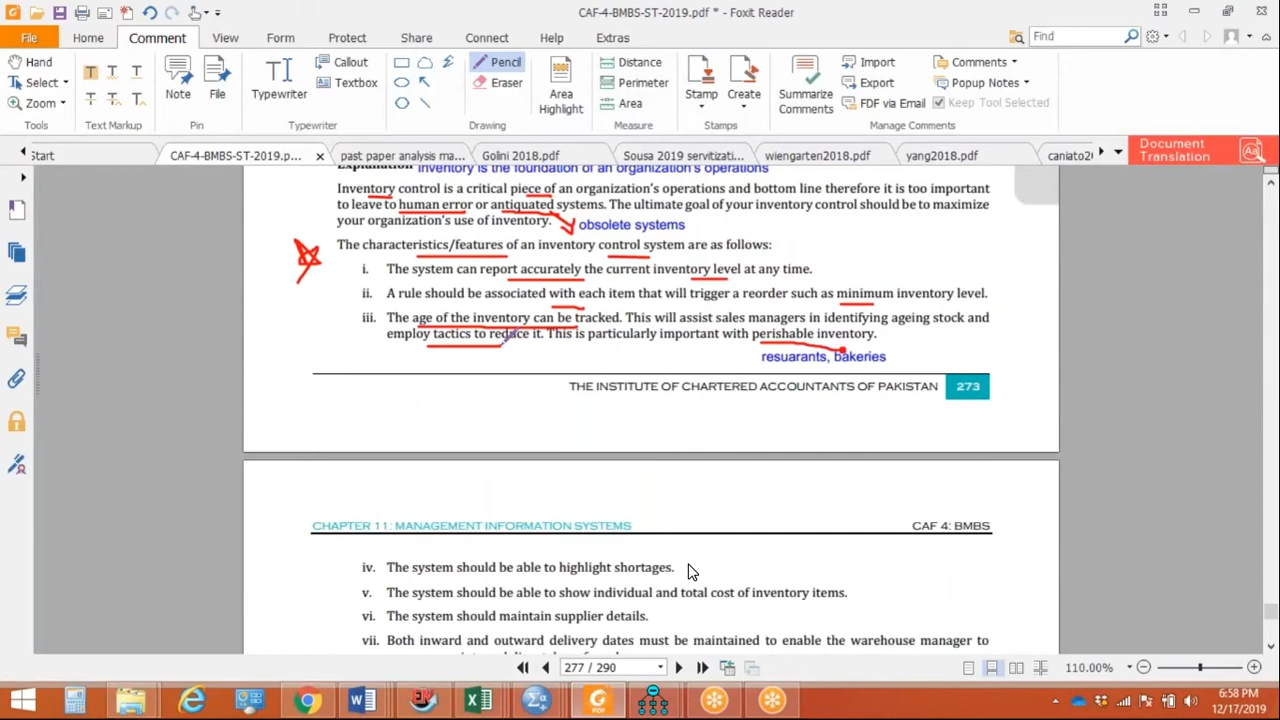 CAF-4-BMBS-ST-2019.pdf * - Foxit Reader
File Home Comment View Form Protect Share Connect Help Extras Find
Hand Select Zoom Tools
Text Markup
Note File Pin
Typewriter Callout Textbox Typewriter
Pencil Eraser Drawing
Area Highlight
Distance Perimeter Area Measure
Stamp Create Stamps
Summarize Comments
Import Export FDF via Email
Comments Popup Notes Keep Tool Selected
Manage Comments
Start CAF-4-BMBS-ST-2019.p... past paper analysis ma... Golini 2018.pdf Sousa 2019 servitizati... wiengarten2018.pdf yang2018.pdf caniato2
Document Translation
Explanation Inventory is the foundation of an organization's operations
Inventory control is a critical piece of an organization's operations and bottom line therefore it is too important
to leave to human error or antiquated systems. The ultimate goal of your inventory control should be to maximize
your organization's use of inventory. obsolete systems
The characteristics/features of an inventory control system are as follows:
i. The system can report accurately the current inventory level at any time.
ii. A rule should be associated with each item that will trigger a reorder such as minimum inventory level.
iii. The age of the inventory can be tracked. This will assist sales managers in identifying ageing stock and
employ tactics to reduce it. This is particularly important with perishable inventory.
resuarants, bakeries
THE INSTITUTE OF CHARTERED ACCOUNTANTS OF PAKISTAN 273
CHAPTER 11: MANAGEMENT INFORMATION SYSTEMS CAF 4: BMBS
iv. The system should be able to highlight shortages.
v. The system should be able to show individual and total cost of inventory items.
vi. The system should maintain supplier details.
vii. Both inward and outward delivery dates must be maintained to enable the warehouse manager to
277 / 290 110.00%
6:58 PM
12/17/2019